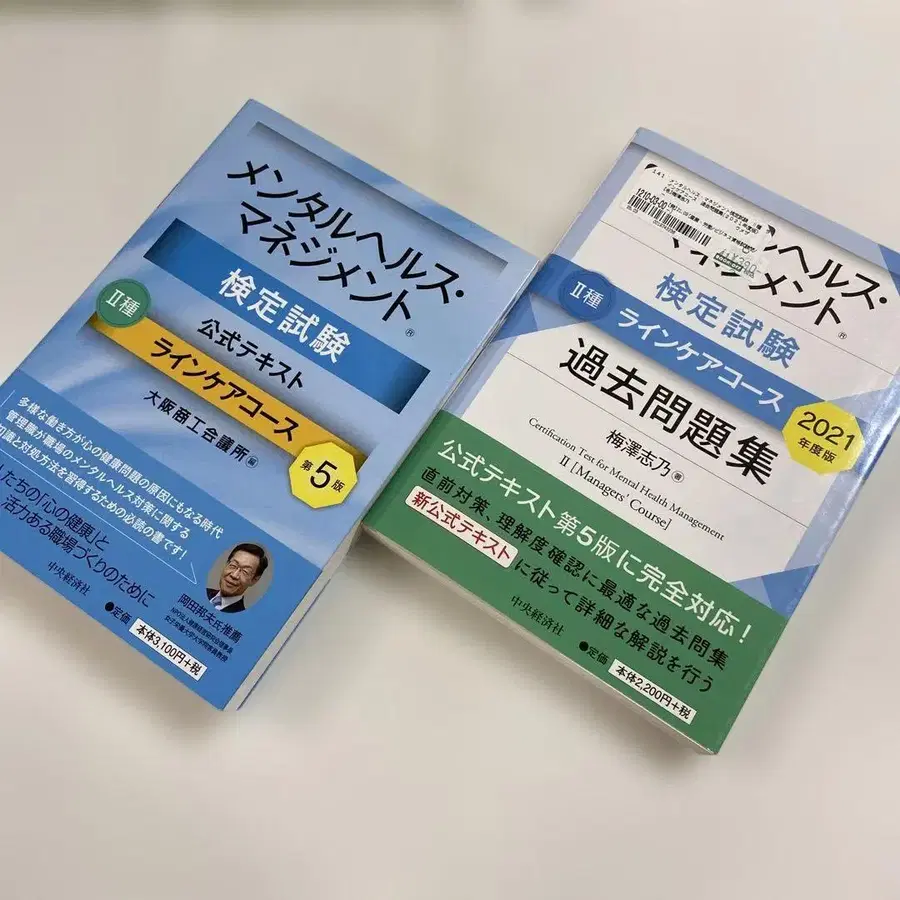 メンタルヘルス・
マネジメント®
検定試験
Ⅱ種
公式テキスト
ラインケアコース
大阪商工会議所 編
第5版
多様な働き方が心の健康問題の原因にもなる時代
管理職が職場のメンタルヘルス対策に関する
知識と対処方法を習得するための必読の書です!
したちの「心の健康」と
活力ある職場づくりのために
岡田邦夫氏推薦
中央経済社
●定価 本体3,100円+税
ヘルス・
マネジメント®
検定試験
Ⅱ種
ラインケアコース
過去問題集
2021
年度版
梅澤志乃 著
Certification Test for Mental Health Management
Ⅱ [Managers' Course]
公式テキスト第5版に完全対応!
直前対策、理解度確認に最適な過去問集
新公式テキスト に従って詳細な解説を行う
中央経済社
●定価 本体2,200円+税
1210-03-00